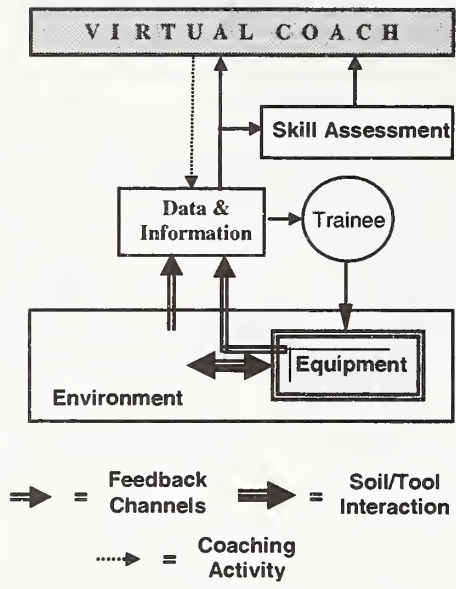 VIRTUAL COACH
Skill Assessment
Data &
Information
Trainee
Equipment
Environment
= Feedback
Channels
= Soil/Tool
Interaction
= Coaching
Activity